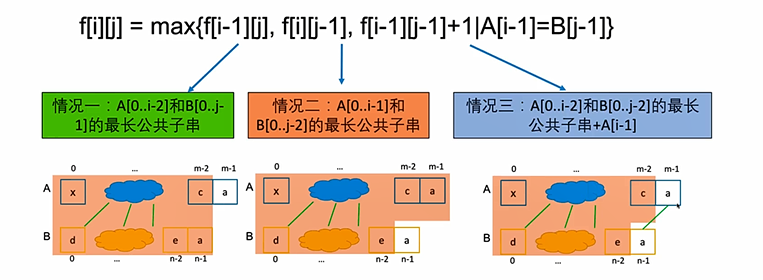 f[i][j] = max{f[i-1][j], f[i][j-1], f[i-1][j-1]+1|A[i-1]=B[j-1]}
情况一：A[0..i-2]和B[0..j-
1]的最长公共子串
情况二：A[0..i-1]和
B[0..j-2]的最长公共子串
情况三：A[0..i-2]和B[0..j-2]的最长
公共子串+A[i-1]
0 ... m-2 m-1
A x c a
B d e a
0 ... n-2 n-1
0 ... m-2 m-1
A x c a
B d e a
0 ... n-2 n-1
0 ... m-2 m-1
A x c a
B d e a
0 ... n-2 n-1